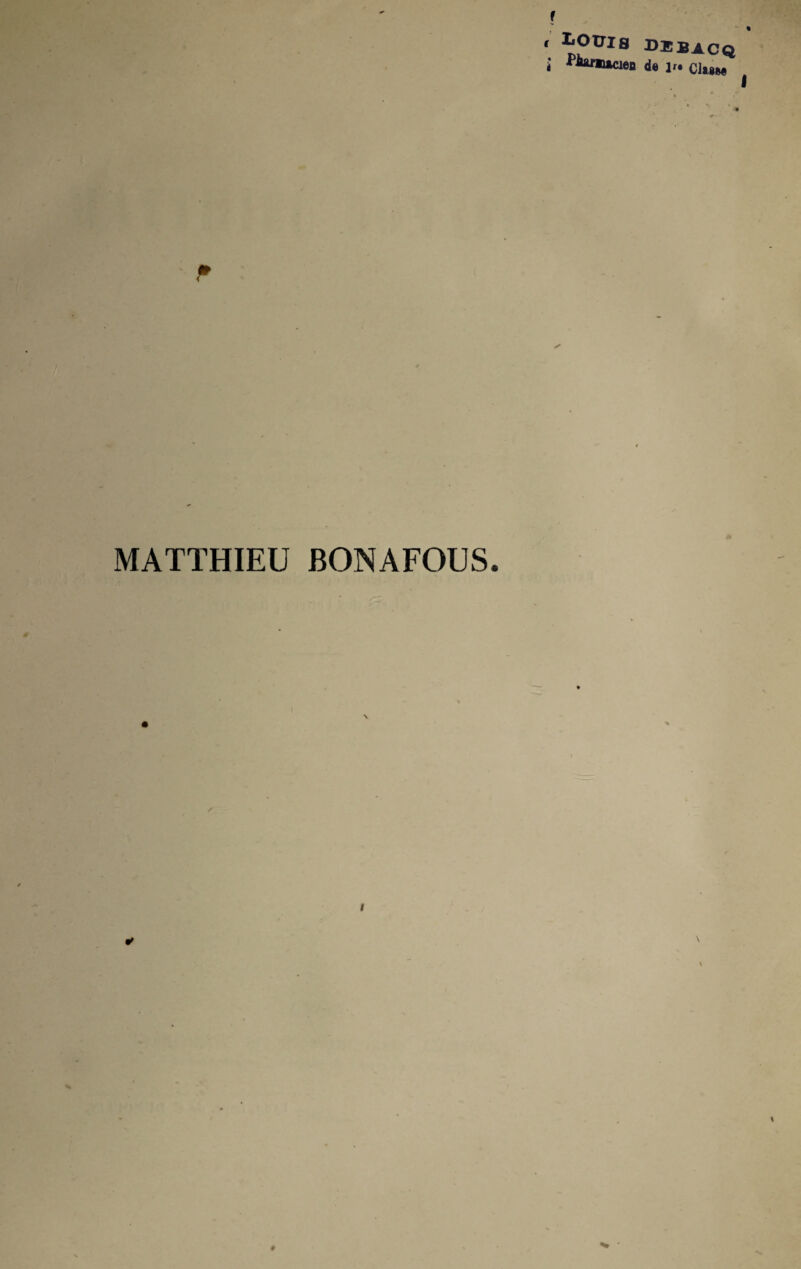 LOUIS DEBACQ
Pharmacien de 1re Classe
MATTHIEU BONAFOUS.